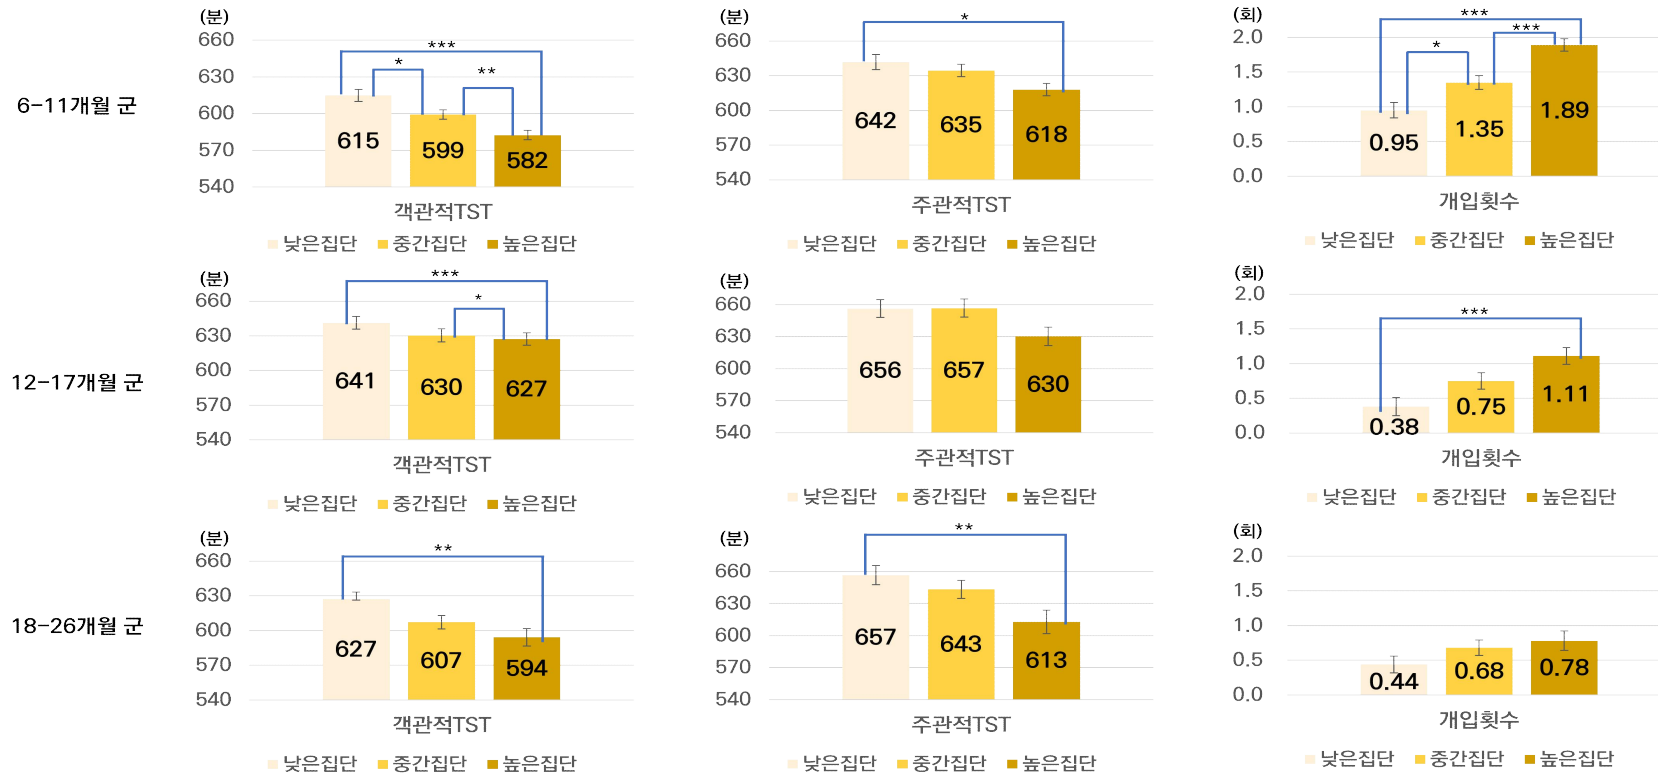 6-11개월 군
(분)
660
630
600
570
540
***
*
**
615
599
582
객관적TST
낮은집단 중간집단 높은집단
(분)
660
630
600
570
540
*
642
635
618
주관적TST
낮은집단 중간집단 높은집단
(회)
2.0
1.5
1.0
0.5
0.0
***
***
*
0.95
1.35
1.89
개입횟수
낮은집단 중간집단 높은집단
12-17개월 군
(분)
660
630
600
570
540
***
*
641
630
627
객관적TST
낮은집단 중간집단 높은집단
(분)
660
630
600
570
540
656
657
630
주관적TST
낮은집단 중간집단 높은집단
(회)
2.0
1.5
1.0
0.5
0.0
***
0.38
0.75
1.11
개입횟수
낮은집단 중간집단 높은집단
18-26개월 군
(분)
660
630
600
570
540
**
627
607
594
객관적TST
낮은집단 중간집단 높은집단
(분)
660
630
600
570
540
**
657
643
613
주관적TST
낮은집단 중간집단 높은집단
(회)
2.0
1.5
1.0
0.5
0.0
0.44
0.68
0.78
개입횟수
낮은집단 중간집단 높은집단